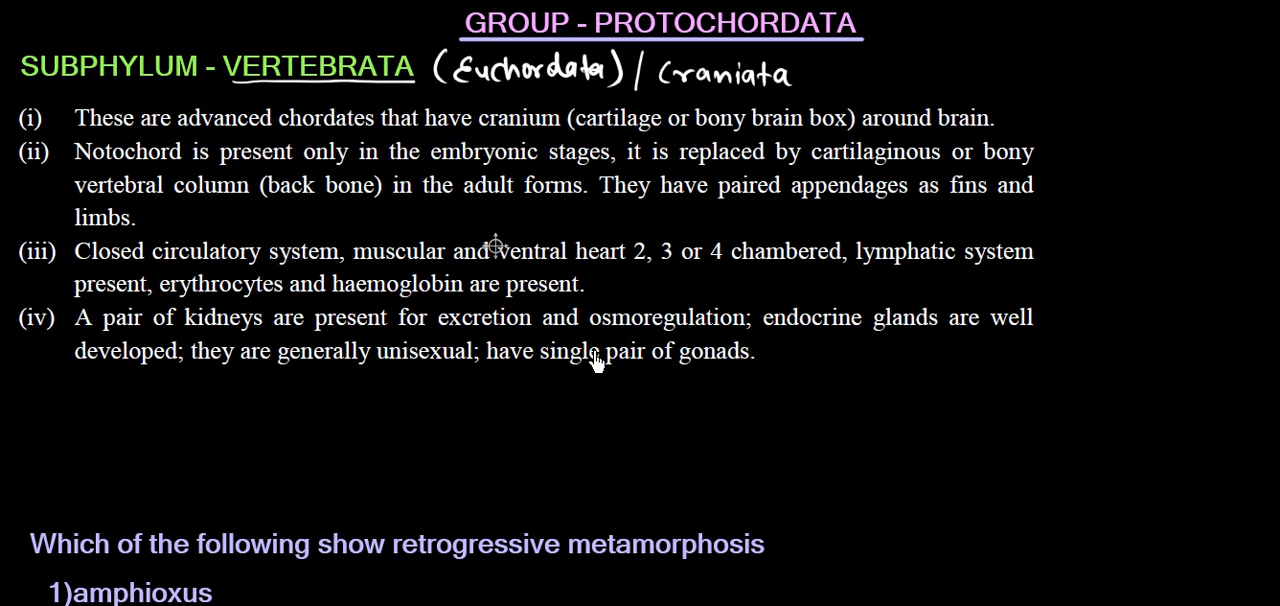 GROUP - PROTOCHORDATA
SUBPHYLUM - VERTEBRATA (Euchordata) / Craniata
(i) These are advanced chordates that have cranium (cartilage or bony brain box) around brain.
(ii) Notochord is present only in the embryonic stages, it is replaced by cartilaginous or bony
vertebral column (back bone) in the adult forms. They have paired appendages as fins and
limbs.
(iii) Closed circulatory system, muscular and ventral heart 2, 3 or 4 chambered, lymphatic system
present, erythrocytes and haemoglobin are present.
(iv) A pair of kidneys are present for excretion and osmoregulation; endocrine glands are well
developed; they are generally unisexual; have single pair of gonads.
Which of the following show retrogressive metamorphosis
1)amphioxus